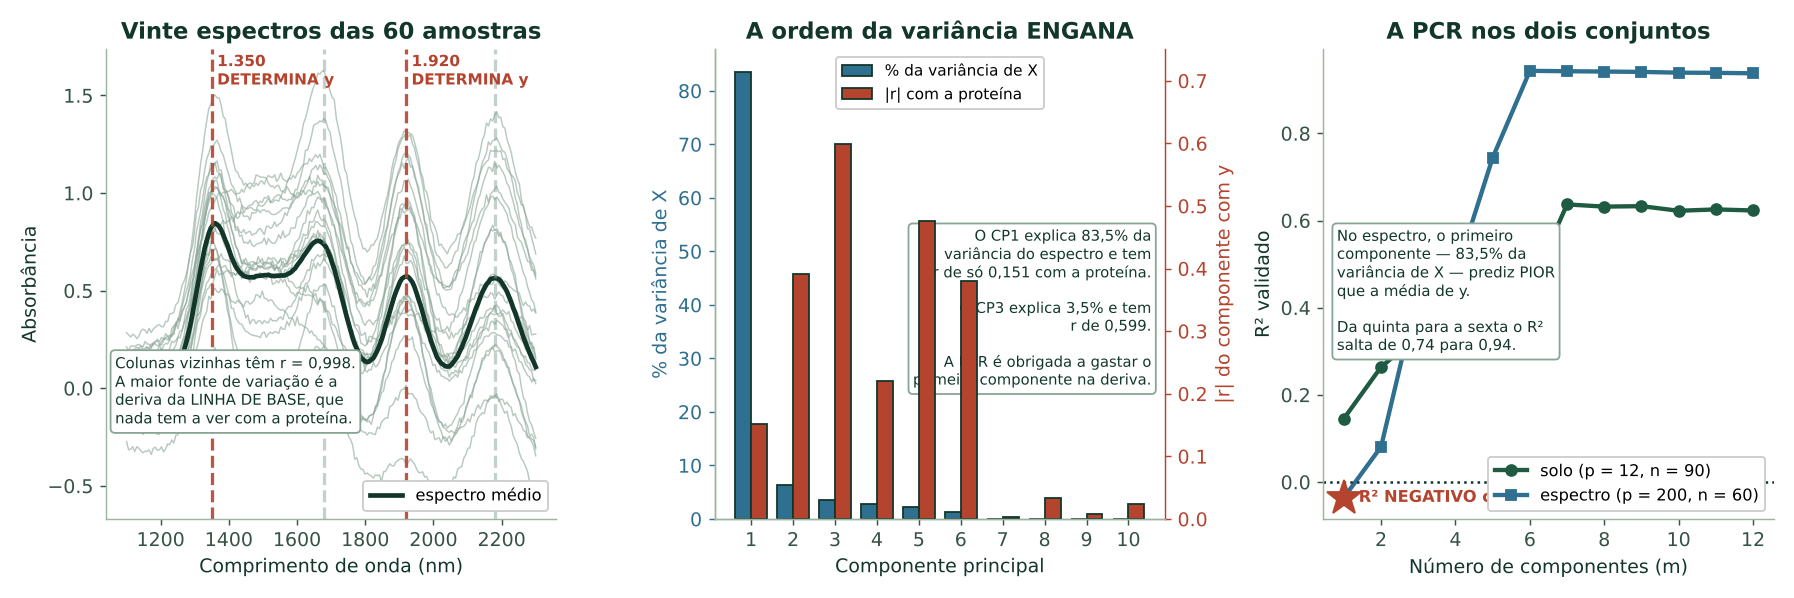 Vinte espectros das 60 amostras
1.350
DETERMINA y
1.920
DETERMINA y
Absorbância
1.5
1.0
0.5
0.0
−0.5
Colunas vizinhas têm r = 0,998.
A maior fonte de variação é a
deriva da LINHA DE BASE, que
nada tem a ver com a proteína.
espectro médio
1200
1400
1600
1800
2000
2200
Comprimento de onda (nm)
A ordem da variância ENGANA
% da variância de X
|r| com a proteína
% da variância de X
80
70
60
50
40
30
20
10
0
O CP1 explica 83,5% da
variância do espectro e tem
r de só 0,151 com a proteína.
CP3 explica 3,5% e tem
r de 0,599.
A R é obrigada a gastar o
componente na deriva.
0.7
0.6
0.5
0.4
0.3
0.2
0.1
0.0
|r| do componente com y
1
2
3
4
5
6
7
8
9
10
Componente principal
A PCR nos dois conjuntos
R² validado
0.8
0.6
0.4
0.2
0.0
No espectro, o primeiro
componente — 83,5% da
variância de X — prediz PIOR
que a média de y.
Da quinta para a sexta o R²
salta de 0,74 para 0,94.
R² NEGATIVO
solo (p = 12, n = 90)
espectro (p = 200, n = 60)
2
4
6
8
10
12
Número de componentes (m)